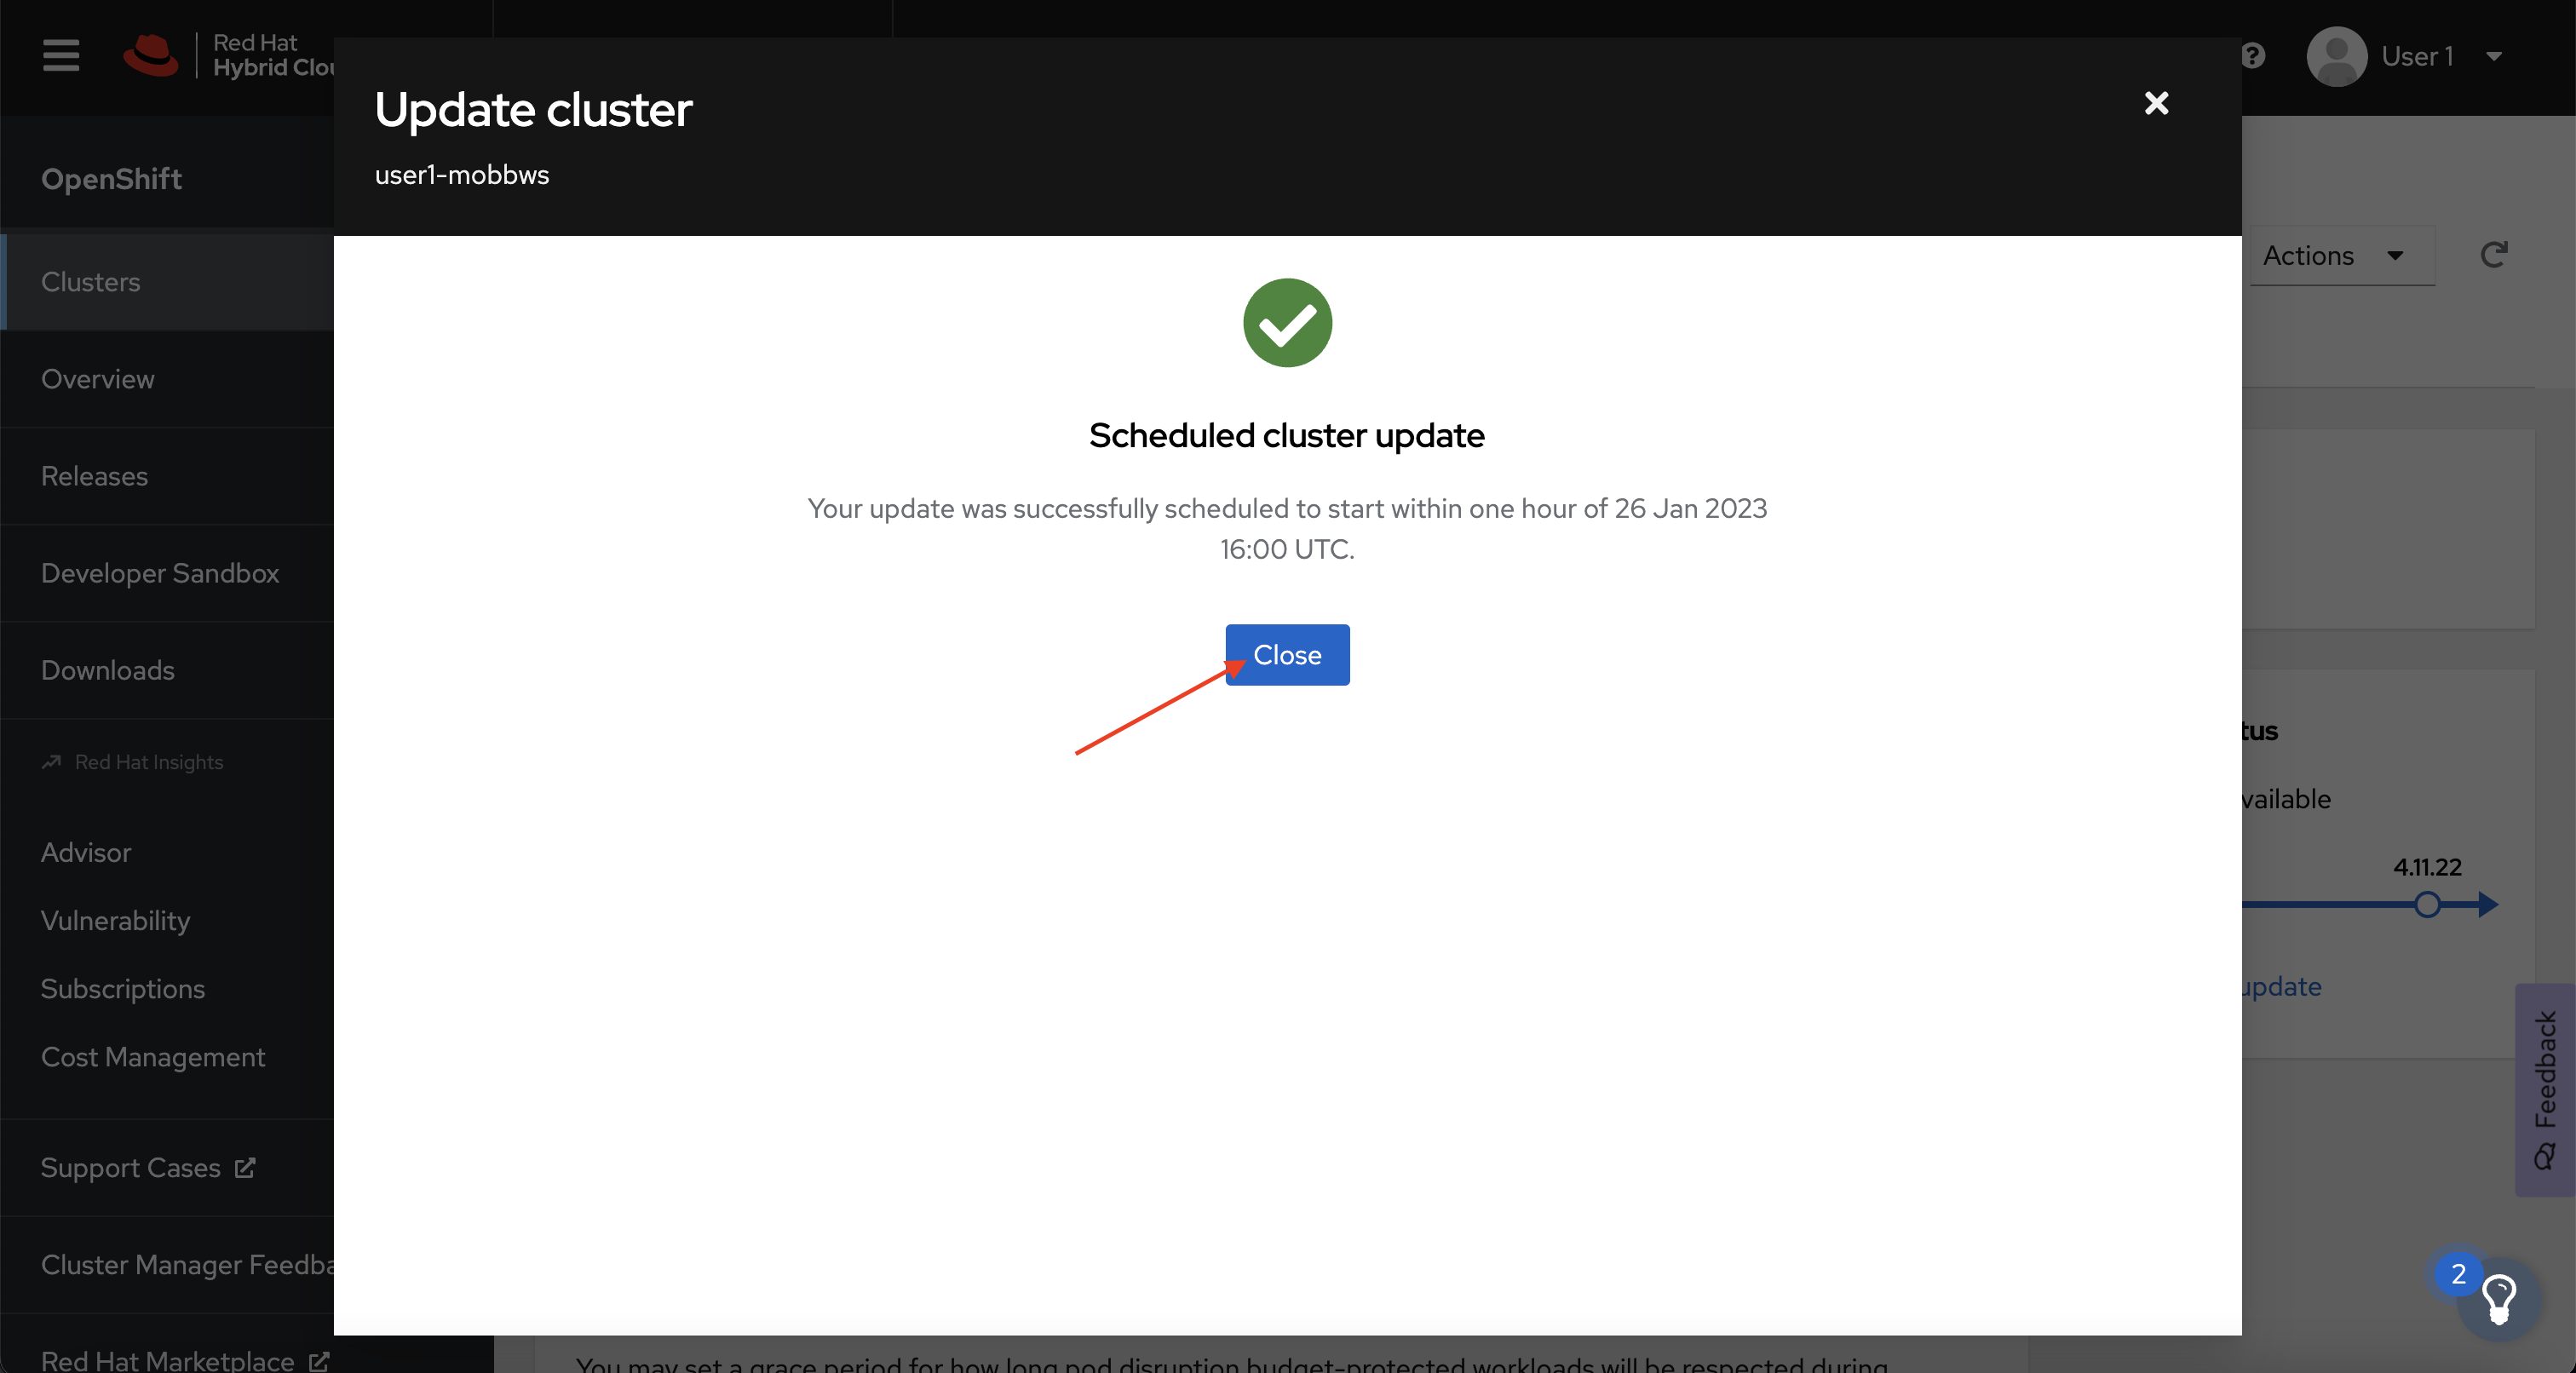 Red Hat
Hybrid Clou
User 1
Update cluster
user1-mobbws
OpenShift
Clusters
Overview
Releases
Developer Sandbox
Downloads
Red Hat Insights
Advisor
Vulnerability
Subscriptions
Cost Management
Support Cases
Cluster Manager Feedba
Red Hat Marketplace
Scheduled cluster update
Your update was successfully scheduled to start within one hour of 26 Jan 2023
16:00 UTC.
Close
Actions
tus
vailable
4.11.22
update
Feedback
2
You may set a grace period for how long pod disruption budget-protected workloads will be respected during